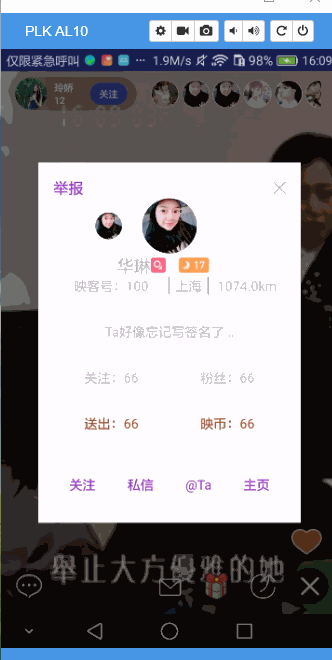 PLK AL10
仅限紧急呼叫 ··· 1.9M/s 98% 16:09
玲娇
12
关注
举报
华琳 17
映客号：100 | 上海 | 1074.0km
Ta好像忘记写签名了 ..
关注：66 粉丝：66
送出：66 映币：66
关注 私信 @Ta 主页
举止大方優雅的她